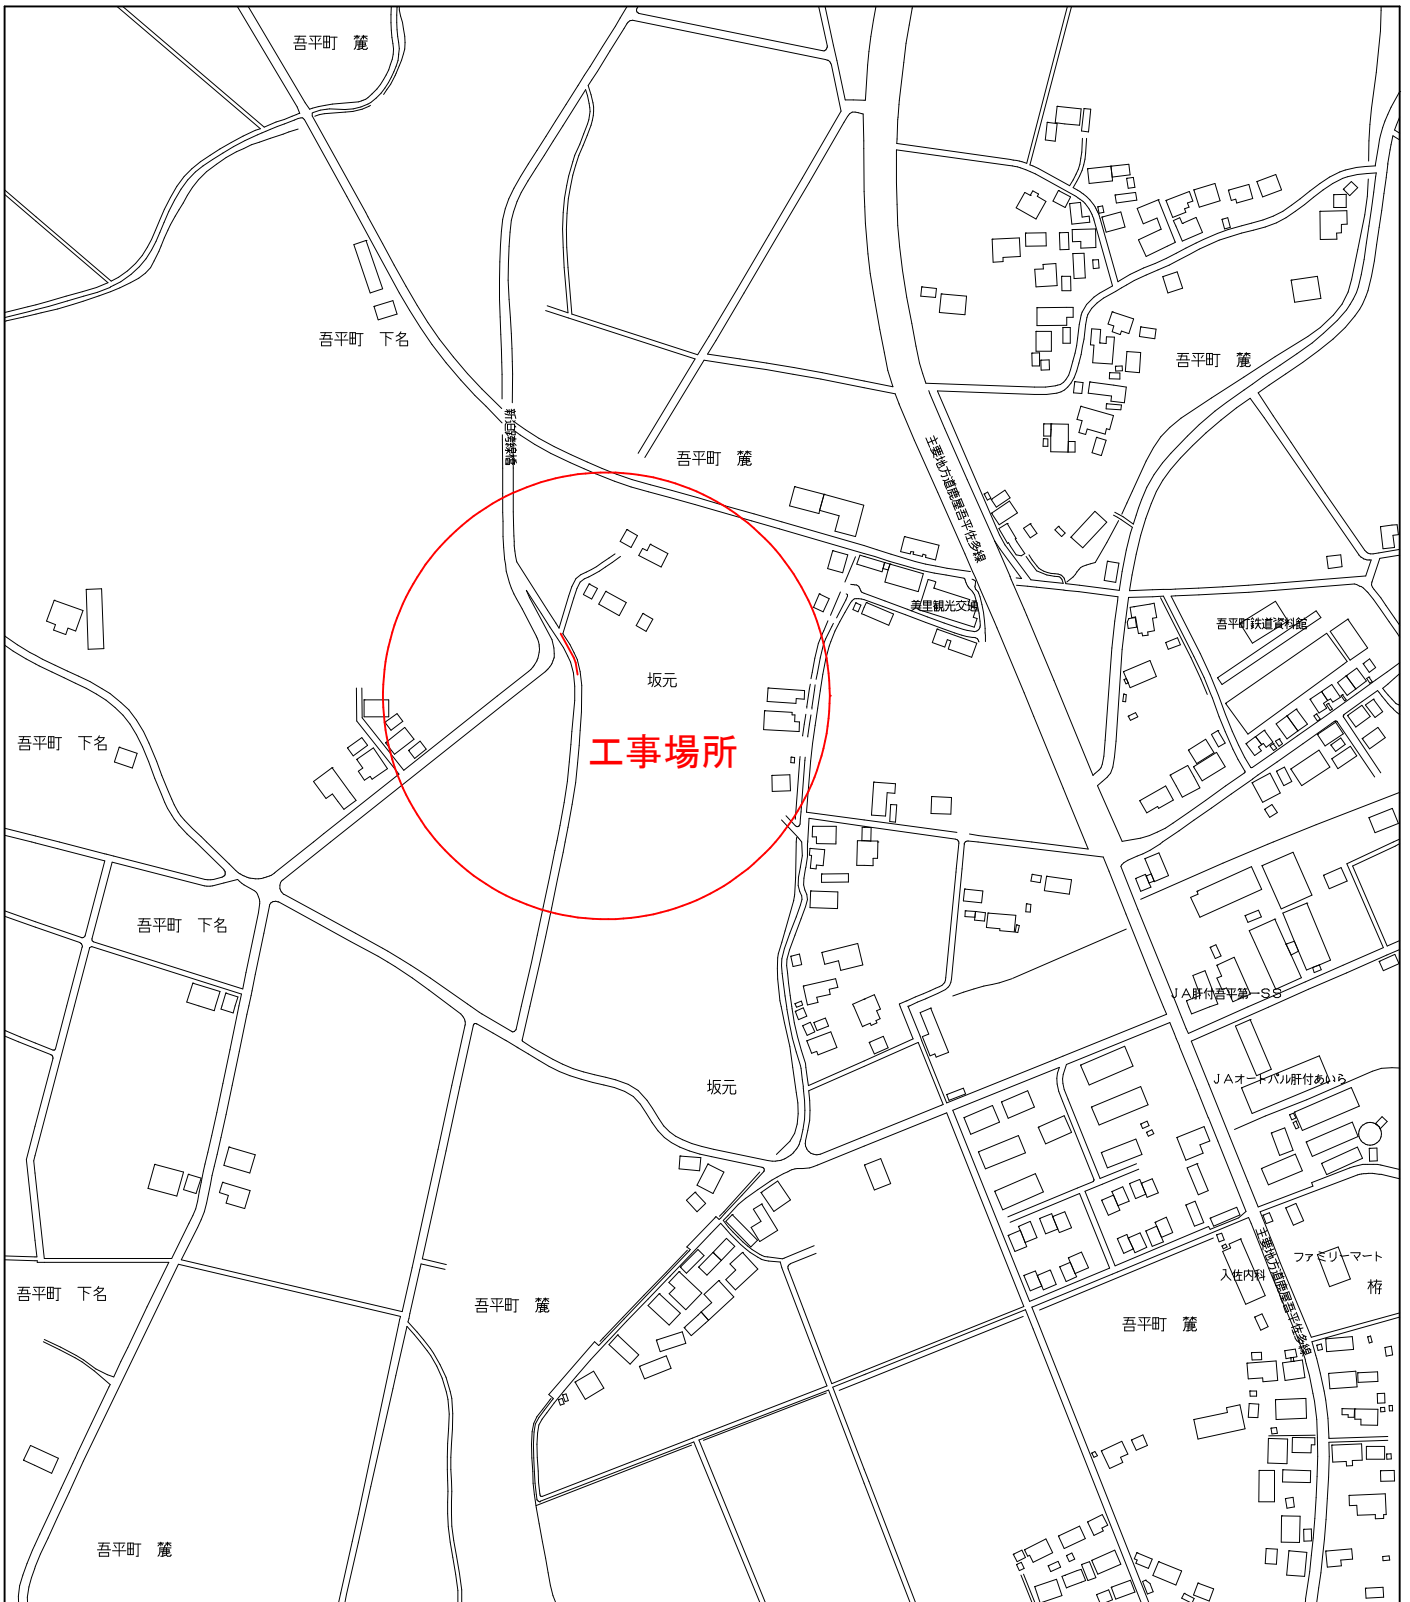 吾平町　麓
吾平町　下名
吾平町　麓
新迫跨線橋
吾平町　麓
主要地方道鹿屋吾平佐多線
美里観光交通
吾平町鉄道資料館
坂元
吾平町　下名
工事場所
吾平町　下名
ＪＡ肝付吾平第一ＳＳ
坂元
ＪＡオートパル肝付あいら
主要地方道鹿屋吾平佐多線
ファミリーマート
入佐内科
栫
吾平町　下名
吾平町　麓
吾平町　麓
吾平町　麓